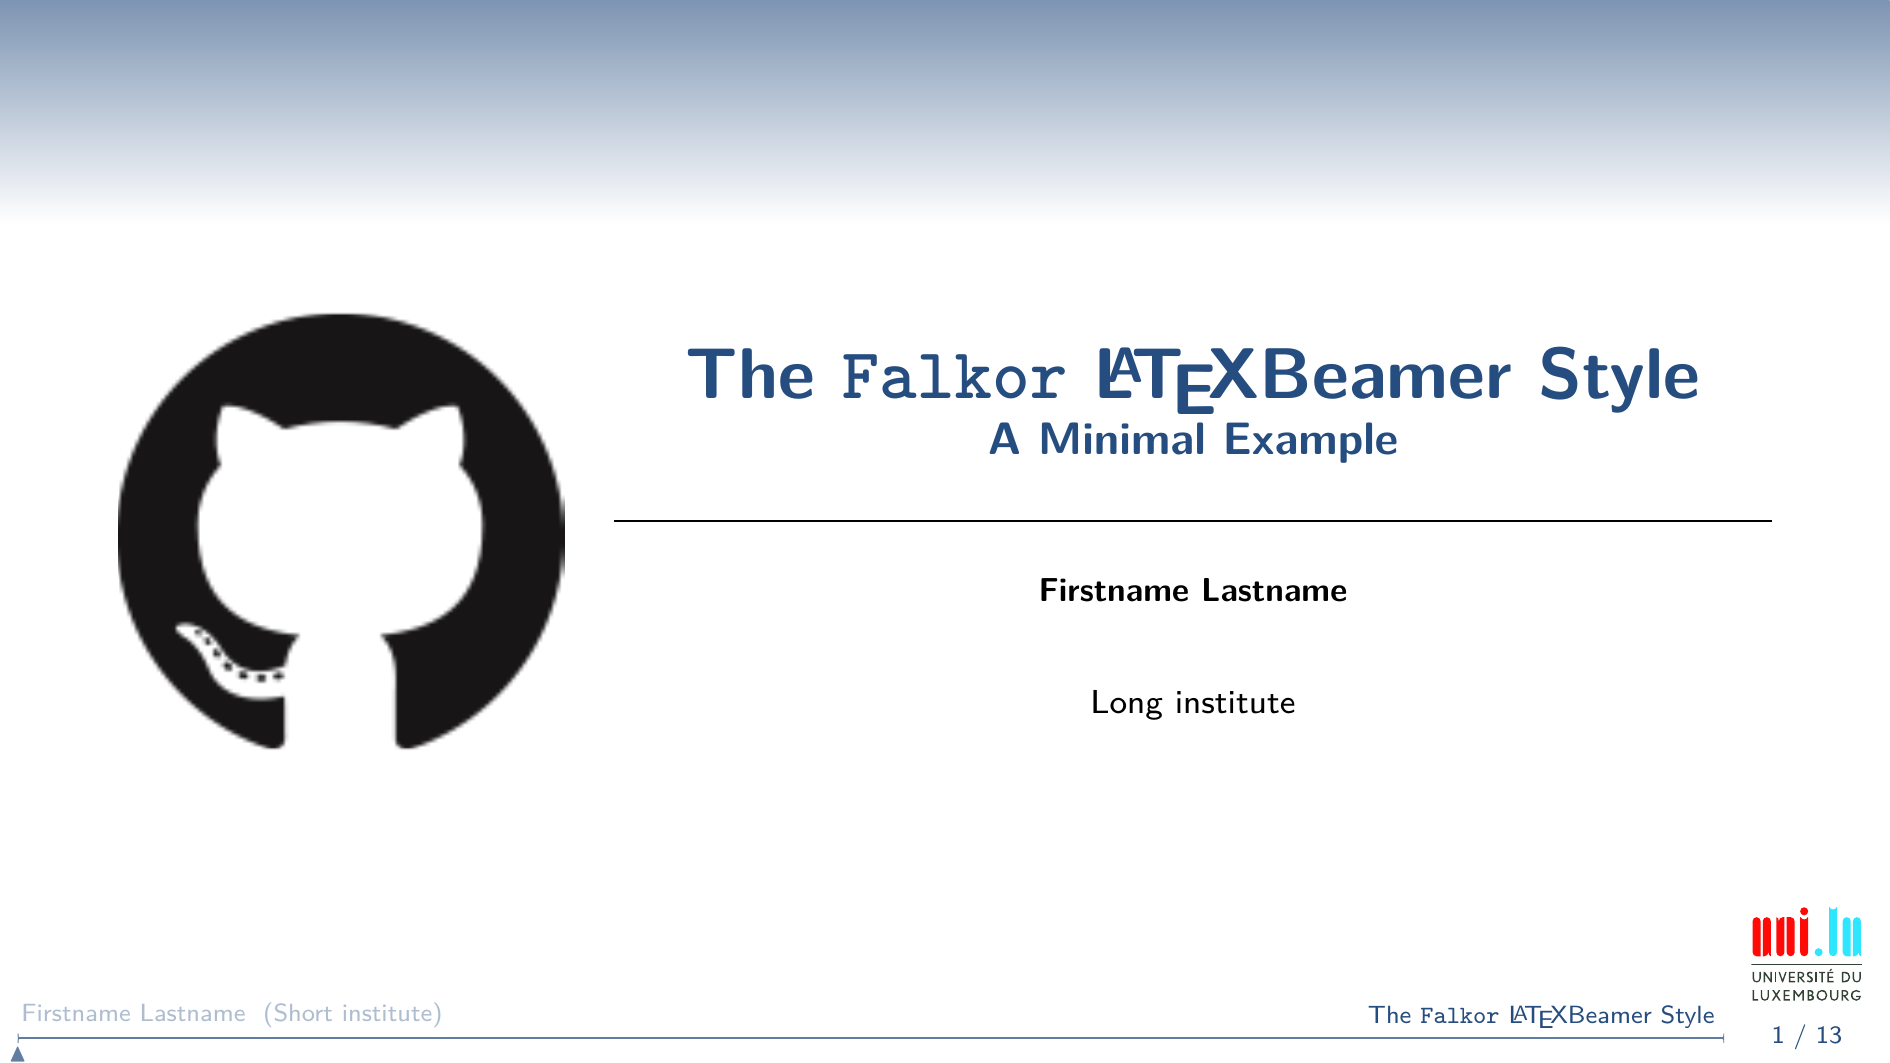 The Falkor LATEXBeamer Style
A Minimal Example
Firstname Lastname
Long institute
uni.lu
UNIVERSITÉ DU
LUXEMBOURG
Firstname Lastname (Short institute)
The Falkor LATEXBeamer Style
1 / 13